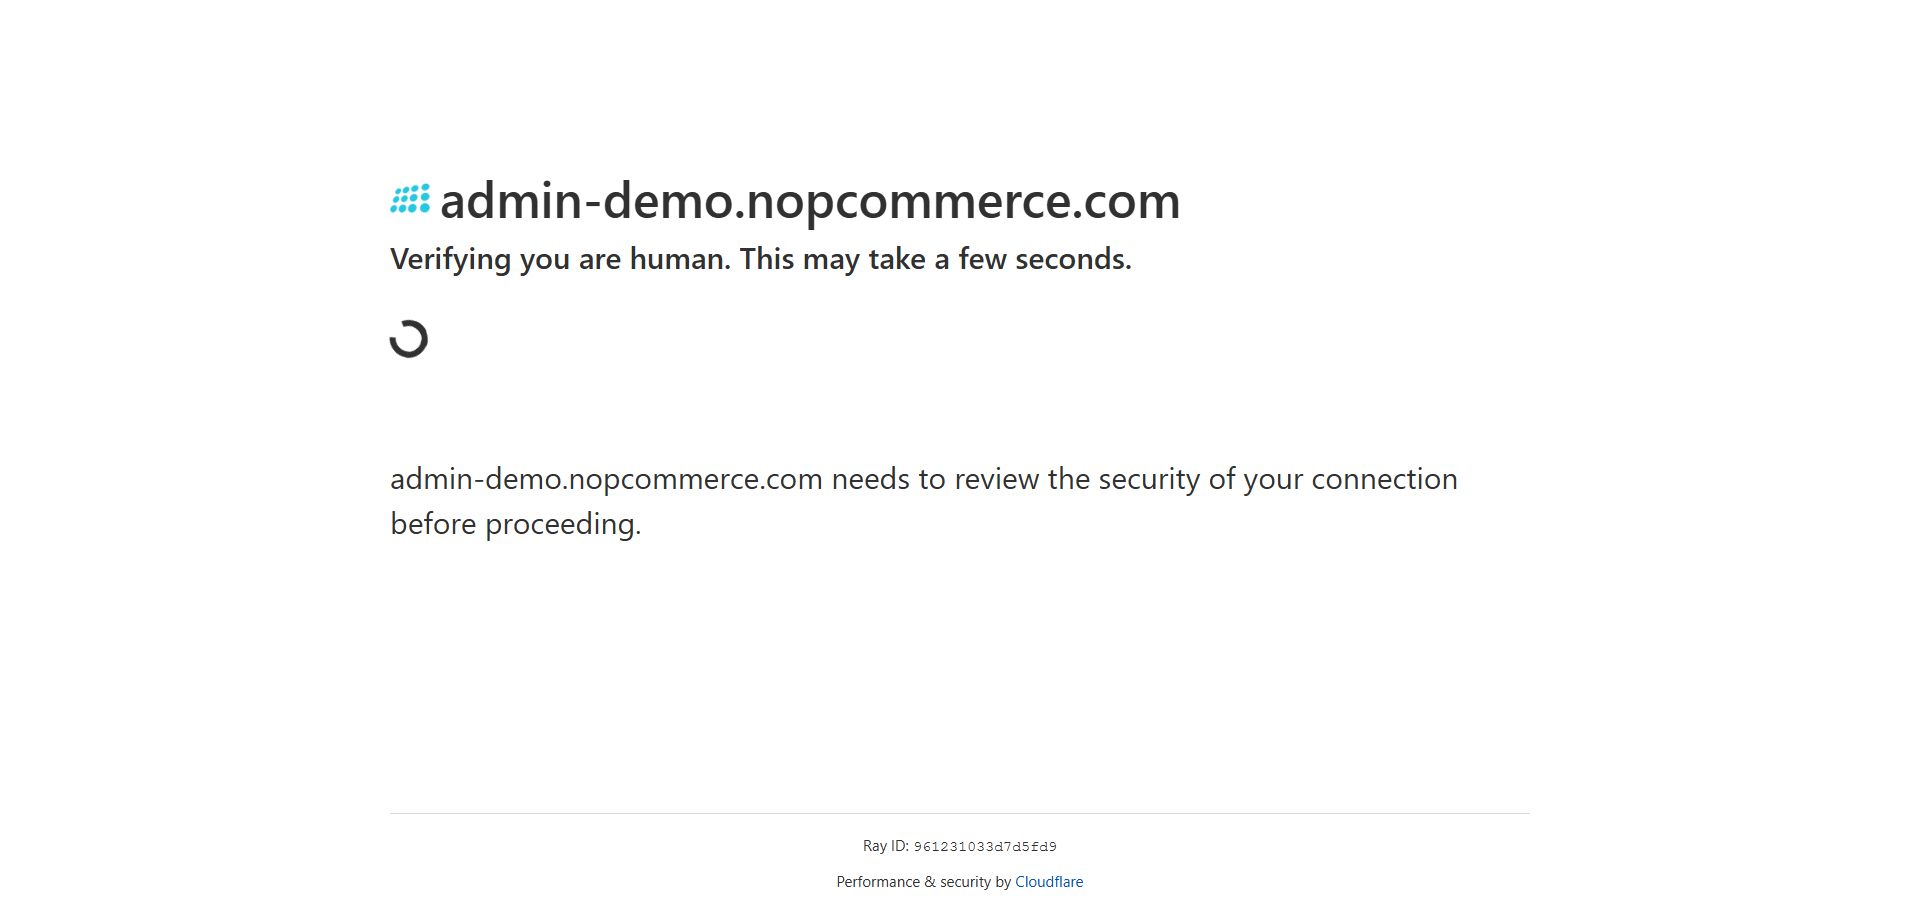 admin-demo.nopcommerce.com
Verifying you are human. This may take a few seconds.
admin-demo.nopcommerce.com needs to review the security of your connection
before proceeding.
Ray ID: 961231033d7d5fd9
Performance & security by Cloudflare